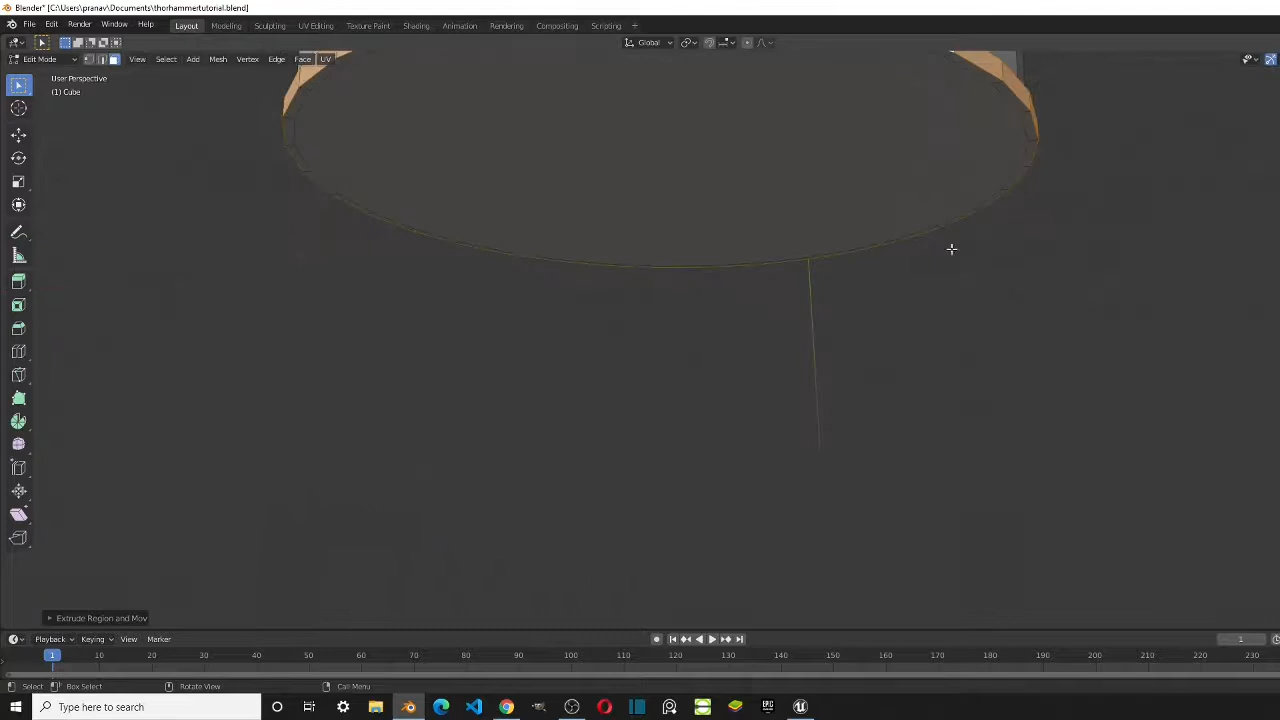 Blender* [C:\Users\pranav\Documents\thorhammertutorial.blend]
File Edit Render Window Help Layout Modeling Sculpting UV Editing Texture Paint Shading Animation Rendering Compositing Scripting +
Global
Edit Mode View Select Add Mesh Vertex Edge Face UV
User Perspective
(1) Cube
Extrude Region and Mov
Playback Keying View Marker 1
1 10 20 30 40 50 60 70 80 90 100 110 120 130 140 150 160 170 180 190 200 210 220 230
Select Box Select Rotate View Call Menu
Type here to search